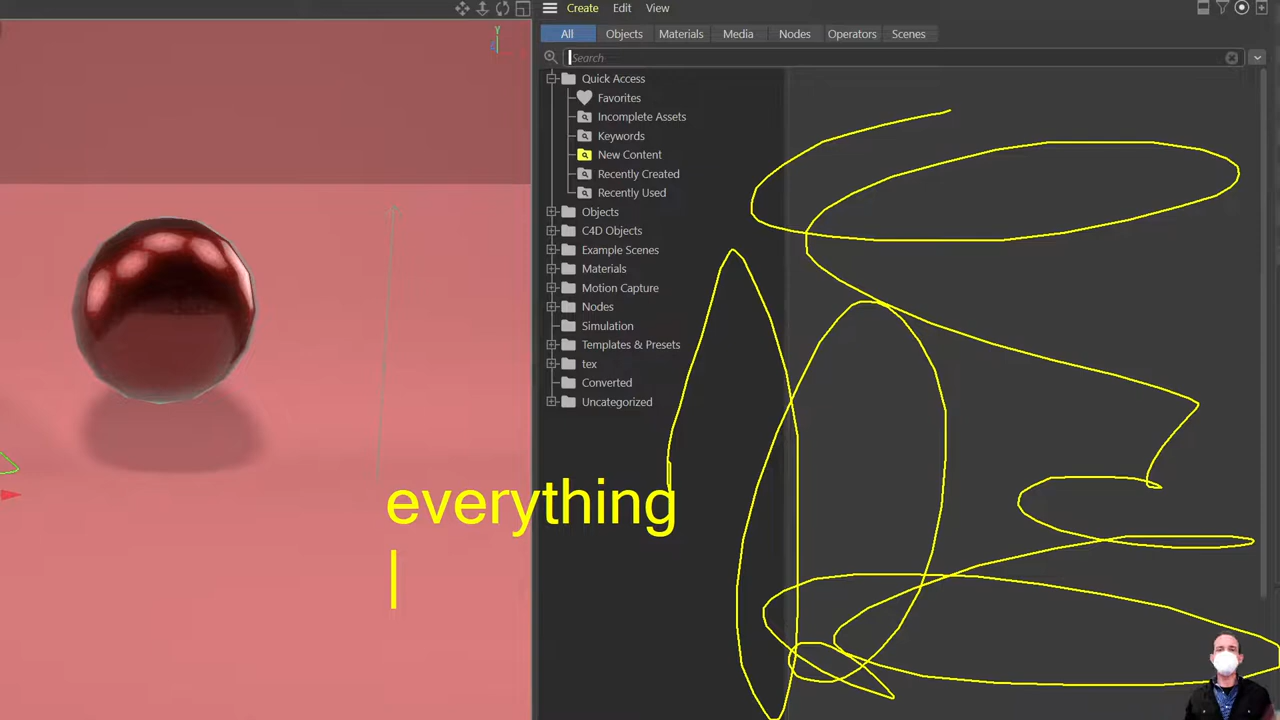 Create Edit View
All Objects Materials Media Nodes Operators Scenes
Search
Quick Access
Favorites
Incomplete Assets
Keywords
New Content
Recently Created
Recently Used
Objects
C4D Objects
Example Scenes
Materials
Motion Capture
Nodes
Simulation
Templates & Presets
tex
Converted
Uncategorized
everything
Y